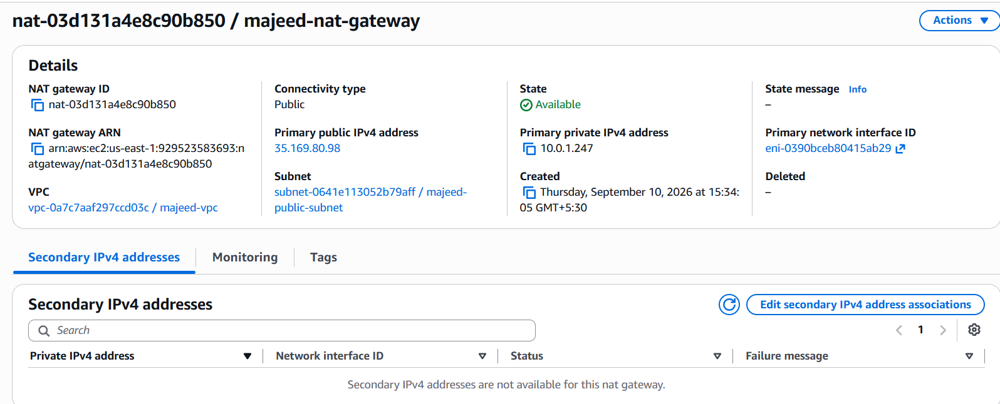 nat-03d131a4e8c90b850 / majeed-nat-gateway
Actions
Details
NAT gateway ID
nat-03d131a4e8c90b850
Connectivity type
Public
State
Available
State message Info
–
NAT gateway ARN
arn:aws:ec2:us-east-1:929523583693:n
atgateway/nat-03d131a4e8c90b850
Primary public IPv4 address
35.169.80.98
Primary private IPv4 address
10.0.1.247
Primary network interface ID
eni-0390bceb80415ab29
VPC
vpc-0a7c7aaf297ccd03c / majeed-vpc
Subnet
subnet-0641e113052b79aff / majeed-
public-subnet
Created
Thursday, September 10, 2026 at 15:34:
05 GMT+5:30
Deleted
–
Secondary IPv4 addresses
Monitoring
Tags
Secondary IPv4 addresses
Edit secondary IPv4 address associations
Search
1
Private IPv4 address
Network interface ID
Status
Failure message
Secondary IPv4 addresses are not available for this nat gateway.